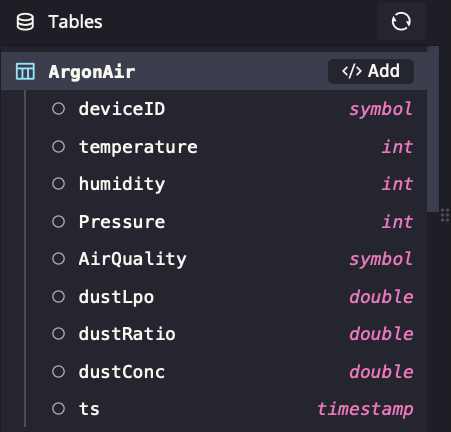 Tables
ArgonAir </> Add
deviceID symbol
temperature int
humidity int
Pressure int
AirQuality symbol
dustLpo double
dustRatio double
dustConc double
ts timestamp